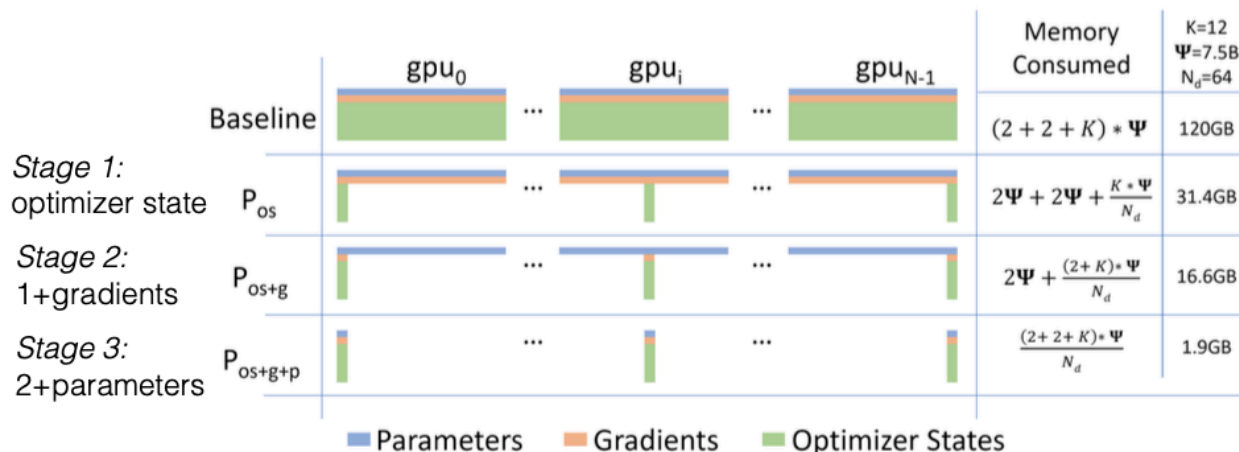 gpu0 gpui gpuN-1 Memory Consumed K=12 Ψ=7.5B Nd=64
Baseline ... ... (2 + 2 + K) * Ψ 120GB
Stage 1:
optimizer state
Pos ... ... 2Ψ + 2Ψ + K * Ψ / Nd 31.4GB
Stage 2:
1+gradients
Pos+g ... ... 2Ψ + (2+ K)* Ψ / Nd 16.6GB
Stage 3:
2+parameters
Pos+g+p ... ... (2+ 2+ K)* Ψ / Nd 1.9GB
Parameters Gradients Optimizer States